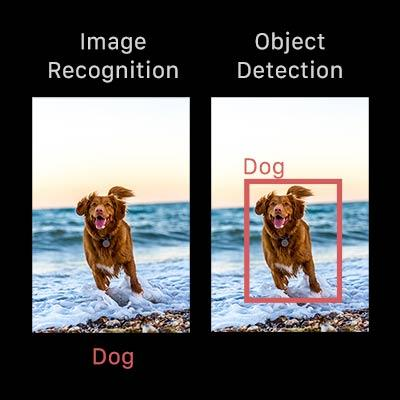 Image
Recognition
Object
Detection
Dog
Dog